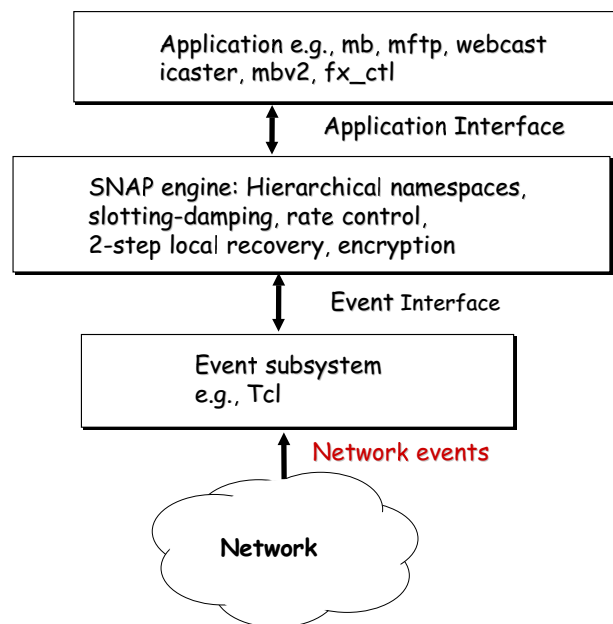 Application e.g., mb, mftp, webcast
icaster, mbv2, fx_ctl
Application Interface
SNAP engine: Hierarchical namespaces,
slotting-damping, rate control,
2-step local recovery, encryption
Event Interface
Event subsystem
e.g., Tcl
Network events
Network